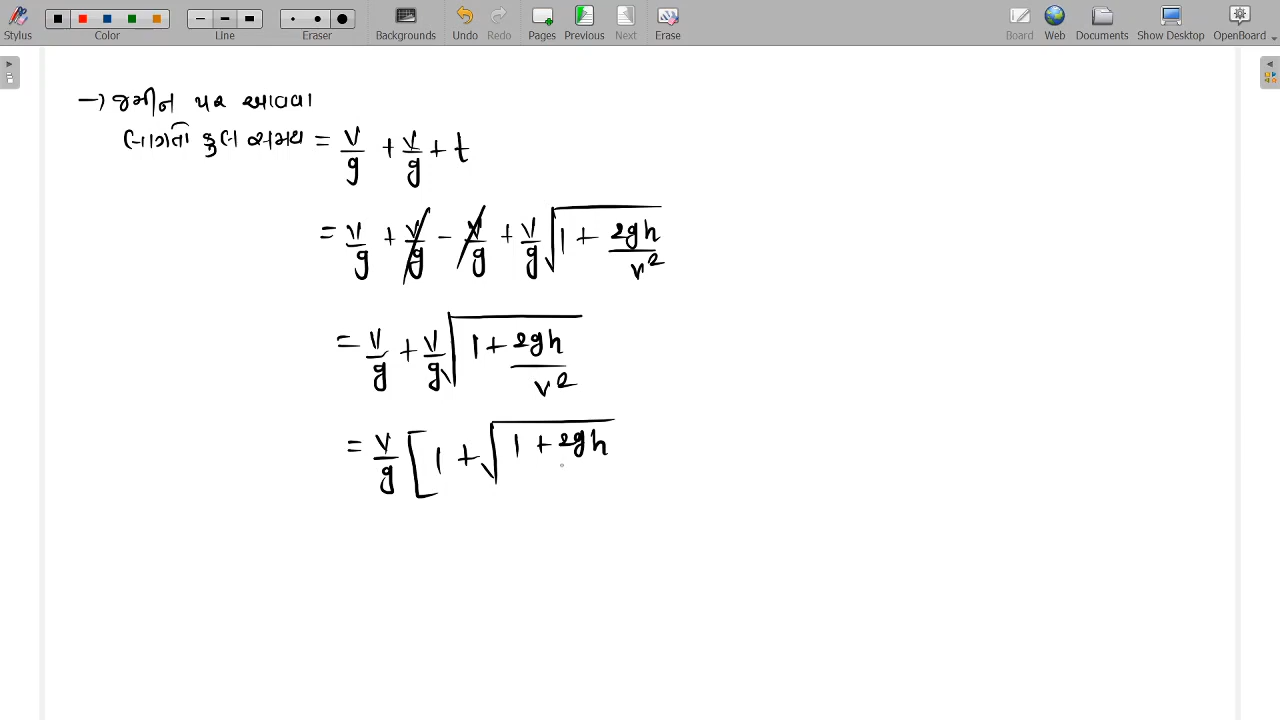 Stylus Color Line Eraser Backgrounds Undo Redo Pages Previous Next Erase Board Web Documents Show Desktop OpenBoard
→ જમીન પર આવવા
લાગતો કુલ સમય = v/g + v/g + t
= v/g + v/g - v/g + v/g √(1 + 2gh/v²)
= v/g + v/g √(1 + 2gh/v²)
= v/g [1 + √(1 + 2gh